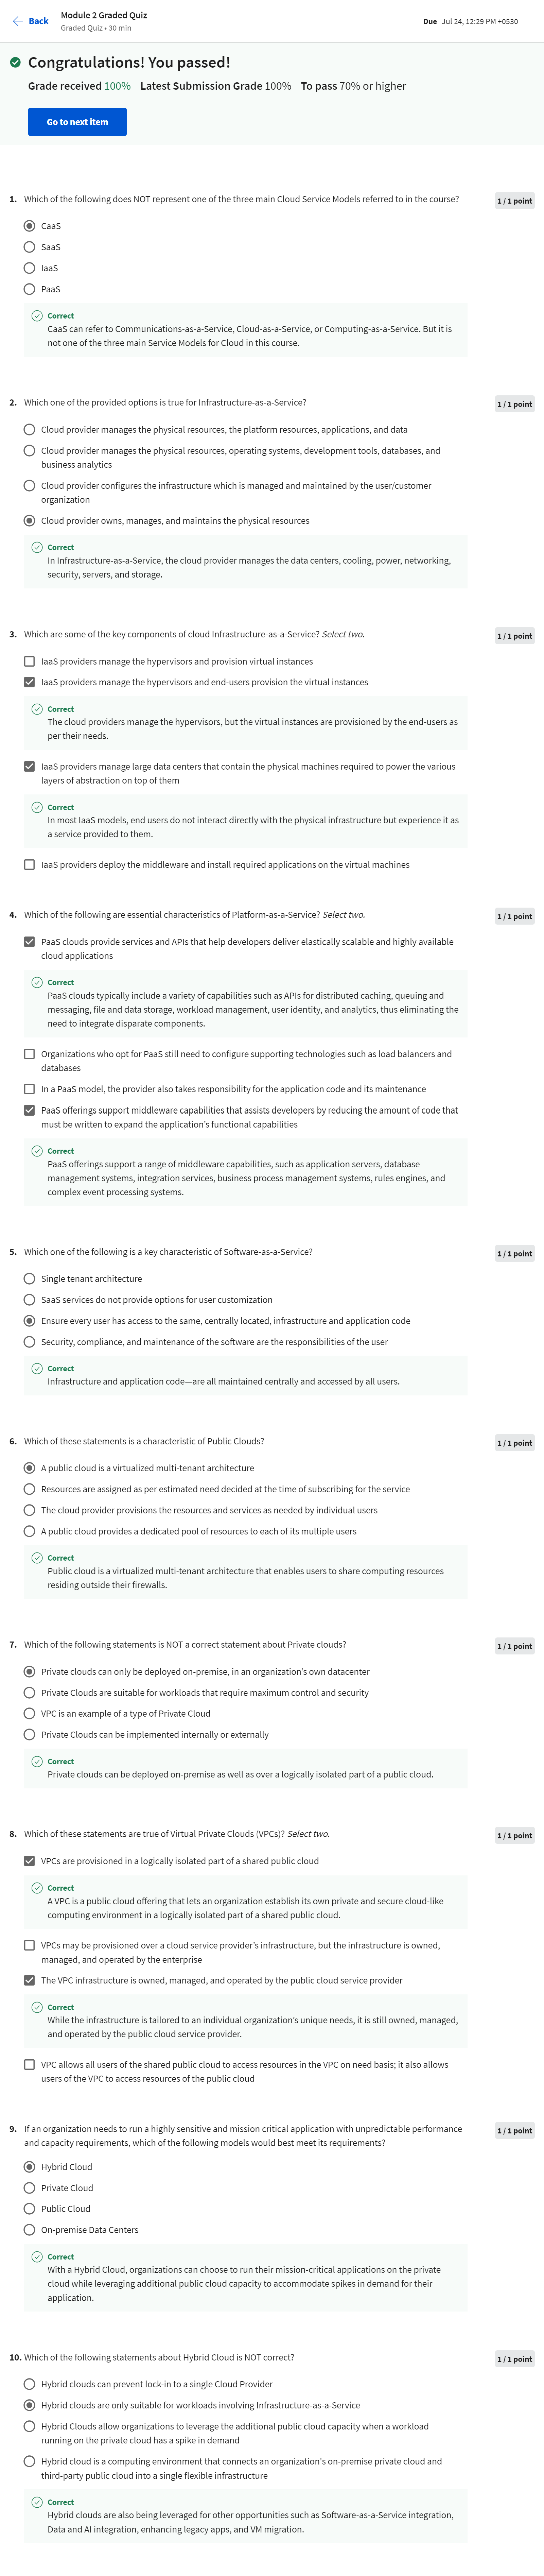 Back
Module 2 Graded Quiz
Graded Quiz • 30 min
Due Jul 24, 12:29 PM +0530
Congratulations! You passed!
Grade received 100% Latest Submission Grade 100% To pass 70% or higher
Go to next item
1. Which of the following does NOT represent one of the three main Cloud Service Models referred to in the course?
1 / 1 point
CaaS
SaaS
IaaS
PaaS
Correct
CaaS can refer to Communications-as-a-Service, Cloud-as-a-Service, or Computing-as-a-Service. But it is
not one of the three main Service Models for Cloud in this course.
2. Which one of the provided options is true for Infrastructure-as-a-Service?
1 / 1 point
Cloud provider manages the physical resources, the platform resources, applications, and data
Cloud provider manages the physical resources, operating systems, development tools, databases, and
business analytics
Cloud provider configures the infrastructure which is managed and maintained by the user/customer
organization
Cloud provider owns, manages, and maintains the physical resources
Correct
In Infrastructure-as-a-Service, the cloud provider manages the data centers, cooling, power, networking,
security, servers, and storage.
3. Which are some of the key components of cloud Infrastructure-as-a-Service? Select two.
1 / 1 point
IaaS providers manage the hypervisors and provision virtual instances
IaaS providers manage the hypervisors and end-users provision the virtual instances
Correct
The cloud providers manage the hypervisors, but the virtual instances are provisioned by the end-users as
per their needs.
IaaS providers manage large data centers that contain the physical machines required to power the various
layers of abstraction on top of them
Correct
In most IaaS models, end users do not interact directly with the physical infrastructure but experience it as
a service provided to them.
IaaS providers deploy the middleware and install required applications on the virtual machines
4. Which of the following are essential characteristics of Platform-as-a-Service? Select two.
1 / 1 point
PaaS clouds provide services and APIs that help developers deliver elastically scalable and highly available
cloud applications
Correct
PaaS clouds typically include a variety of capabilities such as APIs for distributed caching, queuing and
messaging, file and data storage, workload management, user identity, and analytics, thus eliminating the
need to integrate disparate components.
Organizations who opt for PaaS still need to configure supporting technologies such as load balancers and
databases
In a PaaS model, the provider also takes responsibility for the application code and its maintenance
PaaS offerings support middleware capabilities that assists developers by reducing the amount of code that
must be written to expand the application's functional capabilities
Correct
PaaS offerings support a range of middleware capabilities, such as application servers, database
management systems, integration services, business process management systems, rules engines, and
complex event processing systems.
5. Which one of the following is a key characteristic of Software-as-a-Service?
1 / 1 point
Single tenant architecture
SaaS services do not provide options for user customization
Ensure every user has access to the same, centrally located, infrastructure and application code
Security, compliance, and maintenance of the software are the responsibilities of the user
Correct
Infrastructure and application code—are all maintained centrally and accessed by all users.
6. Which of these statements is a characteristic of Public Clouds?
1 / 1 point
A public cloud is a virtualized multi-tenant architecture
Resources are assigned as per estimated need decided at the time of subscribing for the service
The cloud provider provisions the resources and services as needed by individual users
A public cloud provides a dedicated pool of resources to each of its multiple users
Correct
Public cloud is a virtualized multi-tenant architecture that enables users to share computing resources
residing outside their firewalls.
7. Which of the following statements is NOT a correct statement about Private clouds?
1 / 1 point
Private clouds can only be deployed on-premise, in an organization's own datacenter
Private Clouds are suitable for workloads that require maximum control and security
VPC is an example of a type of Private Cloud
Private Clouds can be implemented internally or externally
Correct
Private clouds can be deployed on-premise as well as over a logically isolated part of a public cloud.
8. Which of these statements are true of Virtual Private Clouds (VPCs)? Select two.
1 / 1 point
VPCs are provisioned in a logically isolated part of a shared public cloud
Correct
A VPC is a public cloud offering that lets an organization establish its own private and secure cloud-like
computing environment in a logically isolated part of a shared public cloud.
VPCs may be provisioned over a cloud service provider's infrastructure, but the infrastructure is owned,
managed, and operated by the enterprise
The VPC infrastructure is owned, managed, and operated by the public cloud service provider
Correct
While the infrastructure is tailored to an individual organization's unique needs, it is still owned, managed,
and operated by the public cloud service provider.
VPC allows all users of the shared public cloud to access resources in the VPC on need basis; it also allows
users of the VPC to access resources of the public cloud
9. If an organization needs to run a highly sensitive and mission critical application with unpredictable performance
and capacity requirements, which of the following models would best meet its requirements?
1 / 1 point
Hybrid Cloud
Private Cloud
Public Cloud
On-premise Data Centers
Correct
With a Hybrid Cloud, organizations can choose to run their mission-critical applications on the private
cloud while leveraging additional public cloud capacity to accommodate spikes in demand for their
application.
10. Which of the following statements about Hybrid Cloud is NOT correct?
1 / 1 point
Hybrid clouds can prevent lock-in to a single Cloud Provider
Hybrid clouds are only suitable for workloads involving Infrastructure-as-a-Service
Hybrid Clouds allow organizations to leverage the additional public cloud capacity when a workload
running on the private cloud has a spike in demand
Hybrid cloud is a computing environment that connects an organization's on-premise private cloud and
third-party public cloud into a single flexible infrastructure
Correct
Hybrid clouds are also being leveraged for other opportunities such as Software-as-a-Service integration,
Data and AI integration, enhancing legacy apps, and VM migration.